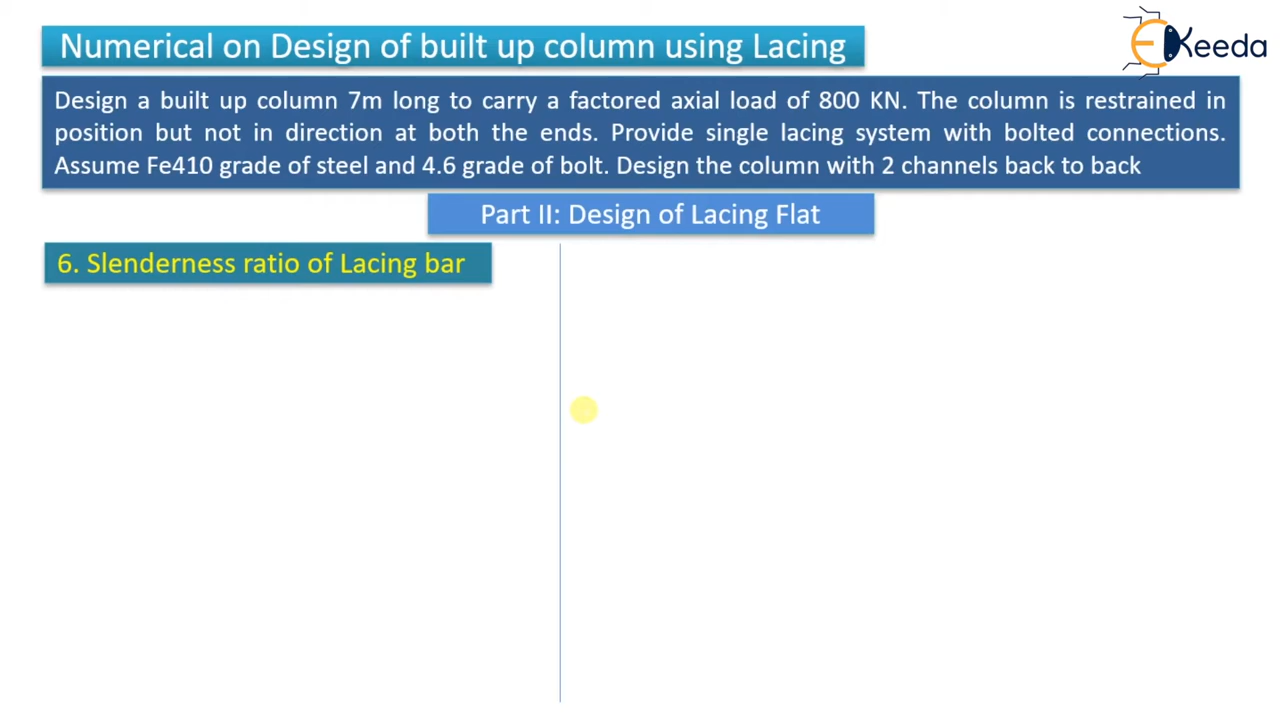 Numerical on Design of built up column using Lacing
EKeeda
Design a built up column 7m long to carry a factored axial load of 800 KN. The column is restrained in
position but not in direction at both the ends. Provide single lacing system with bolted connections.
Assume Fe410 grade of steel and 4.6 grade of bolt. Design the column with 2 channels back to back
Part II: Design of Lacing Flat
6. Slenderness ratio of Lacing bar